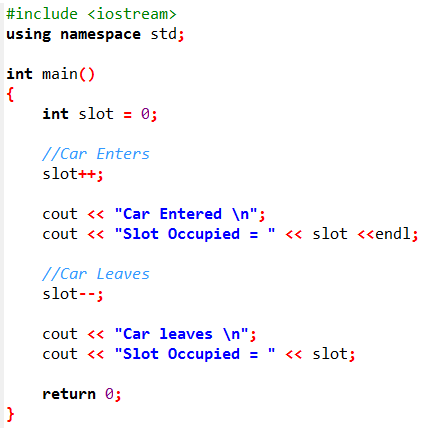 #include <iostream>
using namespace std;
int main()
{
int slot = 0;
//Car Enters
slot++;
cout << "Car Entered \n";
cout << "Slot Occupied = " << slot <<endl;
//Car Leaves
slot--;
cout << "Car leaves \n";
cout << "Slot Occupied = " << slot;
return 0;
}